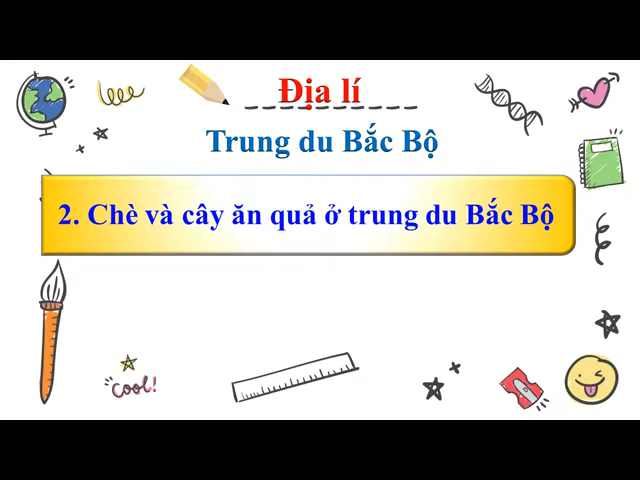 Địa lí
Trung du Bắc Bộ
2. Chè và cây ăn quả ở trung du Bắc Bộ
cool!